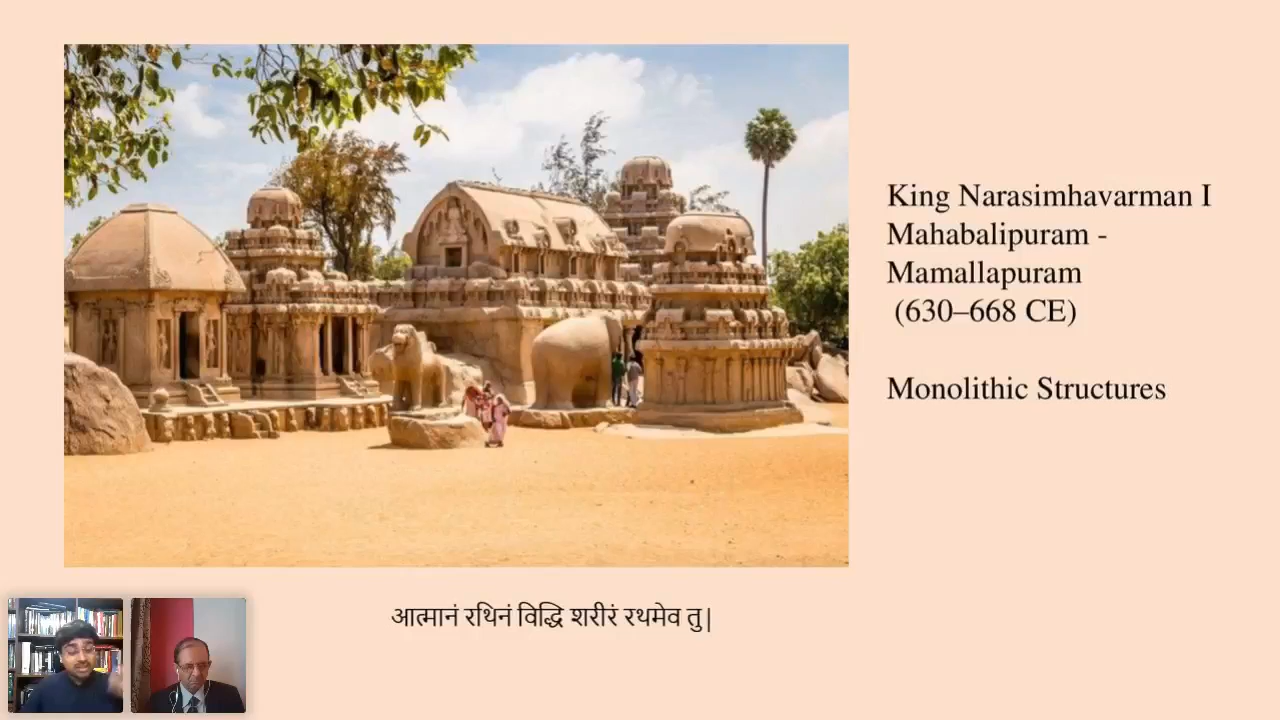 King Narasimhavarman I
Mahabalipuram -
Mamallapuram
(630–668 CE)
Monolithic Structures
आत्मानं रथिनं विद्धि शरीरं रथमेव तु|